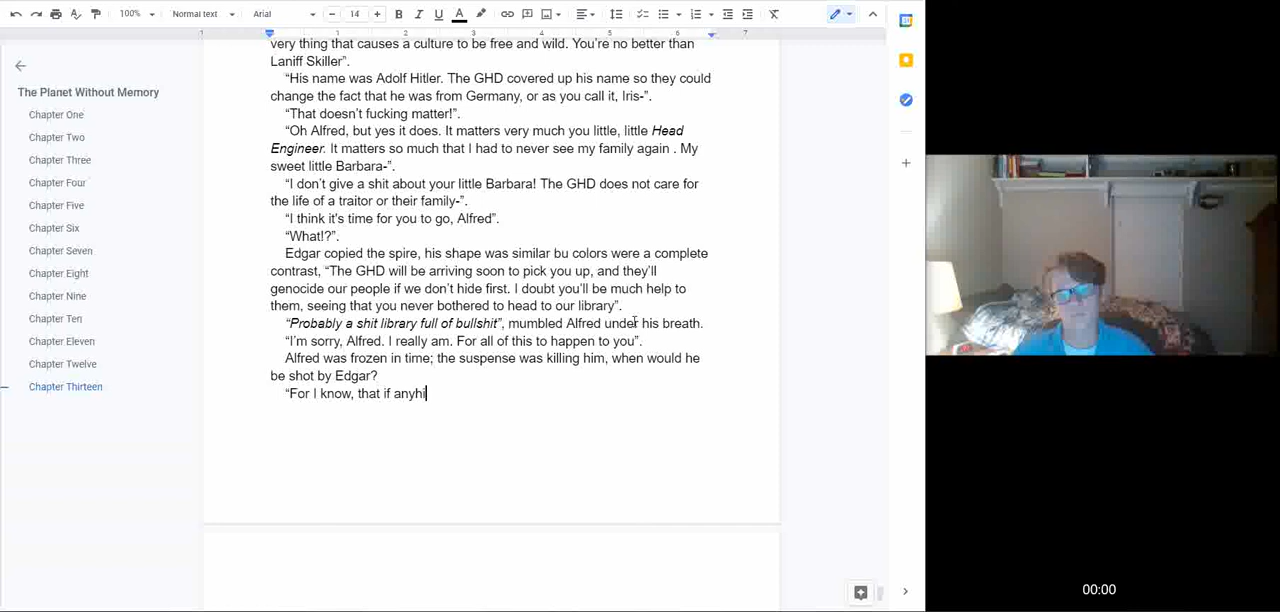 100%
Normal text
Arial
14
1
1
2
3
4
5
6
7
The Planet Without Memory
Chapter One
Chapter Two
Chapter Three
Chapter Four
Chapter Five
Chapter Six
Chapter Seven
Chapter Eight
Chapter Nine
Chapter Ten
Chapter Eleven
Chapter Twelve
Chapter Thirteen
very thing that causes a culture to be free and wild. You're no better than
Laniff Skiller”.
“His name was Adolf Hitler. The GHD covered up his name so they could
change the fact that he was from Germany, or as you call it, Iris-”.
“That doesn't fucking matter!”.
“Oh Alfred, but yes it does. It matters very much you little, little Head
Engineer. It matters so much that I had to never see my family again . My
sweet little Barbara-”.
“I don't give a shit about your little Barbara! The GHD does not care for
the life of a traitor or their family-”.
“I think it's time for you to go, Alfred”.
“What!?”.
Edgar copied the spire, his shape was similar bu colors were a complete
contrast, “The GHD will be arriving soon to pick you up, and they'll
genocide our people if we don't hide first. I doubt you'll be much help to
them, seeing that you never bothered to head to our library”.
“Probably a shit library full of bullshit”, mumbled Alfred under his breath.
“I'm sorry, Alfred. I really am. For all of this to happen to you”.
Alfred was frozen in time; the suspense was killing him, when would he
be shot by Edgar?
“For I know, that if anyhi
31
00:00